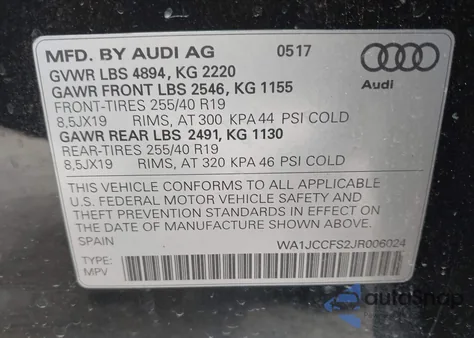 MFD. BY AUDI AG 0517
GVWR LBS 4894, KG 2220
GAWR FRONT LBS 2546, KG 1155
FRONT-TIRES 255/40 R19
8,5JX19 RIMS, AT 300 KPA 44 PSI COLD
GAWR REAR LBS 2491, KG 1130
REAR-TIRES 255/40 R19
8,5JX19 RIMS, AT 320 KPA 46 PSI COLD
Audi
THIS VEHICLE CONFORMS TO ALL APPLICABLE
U.S. FEDERAL MOTOR VEHICLE SAFETY AND
THEFT PREVENTION STANDARDS IN EFFECT ON
THE DATE OF MANUFACTURE SHOWN ABOVE.
SPAIN WA1JCCFS2JR006024
TYPE:
MPV
autoSnap